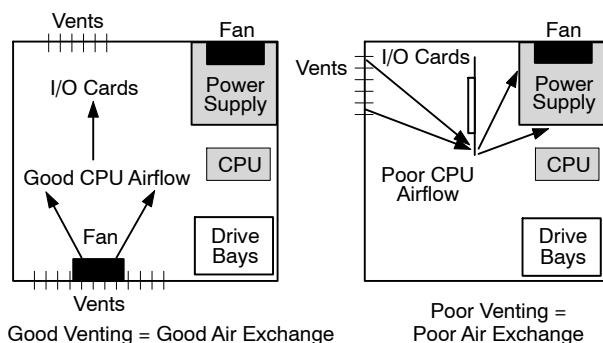 Vents
Fan
I/O Cards
Power
Supply
Good CPU Airflow
CPU
Fan
Drive
Bays
Vents
Good Venting = Good Air Exchange
Fan
I/O Cards
Vents
Power
Supply
CPU
Poor CPU
Airflow
Drive
Bays
Poor Venting =
Poor Air Exchange